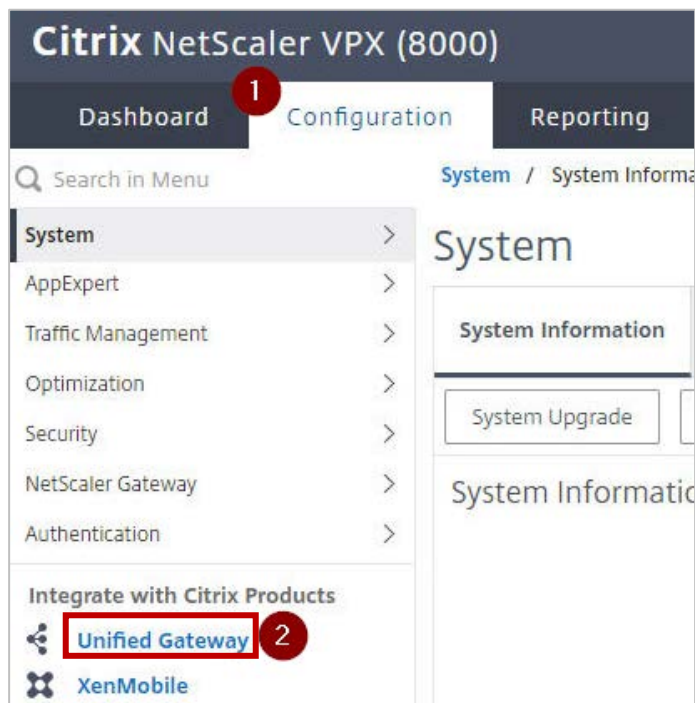 Citrix NetScaler VPX (8000)
1
Dashboard Configuration Reporting
Search in Menu
System / System Informa
System
System
AppExpert
Traffic Management
System Information
Optimization
System Upgrade
Security
NetScaler Gateway
System Informatic
Authentication
Integrate with Citrix Products
Unified Gateway 2
XenMobile